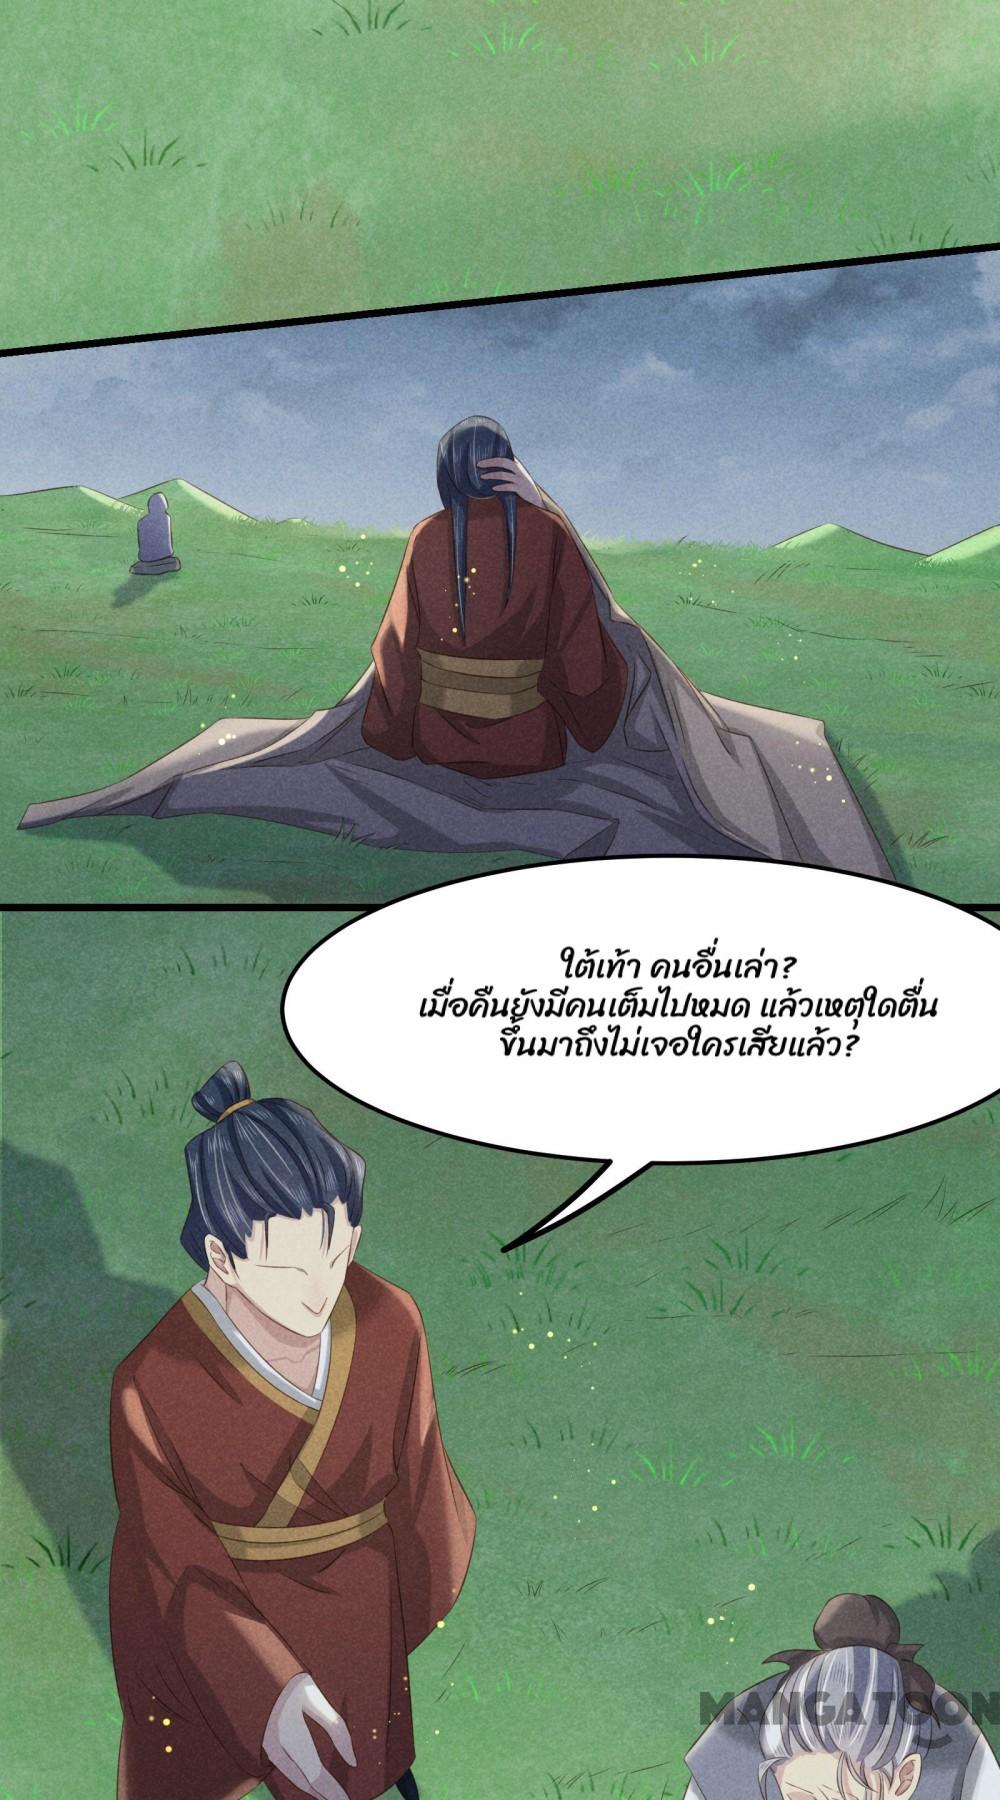 ใต้เท้า คนอื่นเล่า?
เมื่อคืนยังมีคนเต็มไปหมด แล้วเหตุใดตื่น
ขึ้นมาถึงไม่เจอใครเสียแล้ว?
MANGATOON